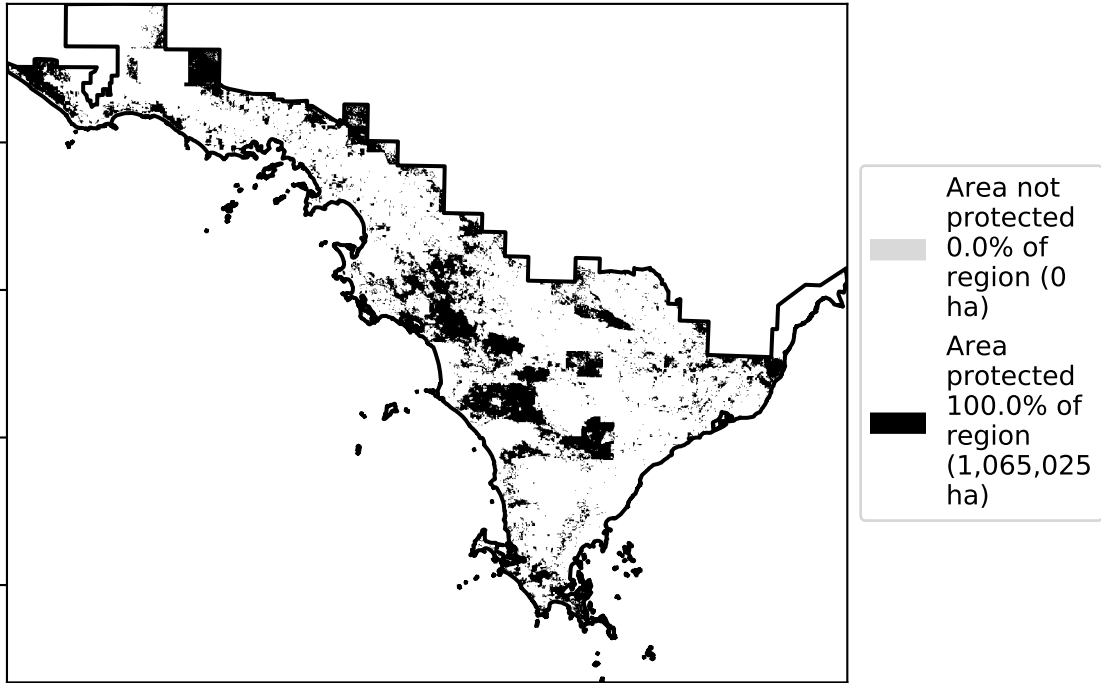 Area not
protected
0.0% of
region (0
ha)
Area
protected
100.0% of
region
(1,065,025
ha)